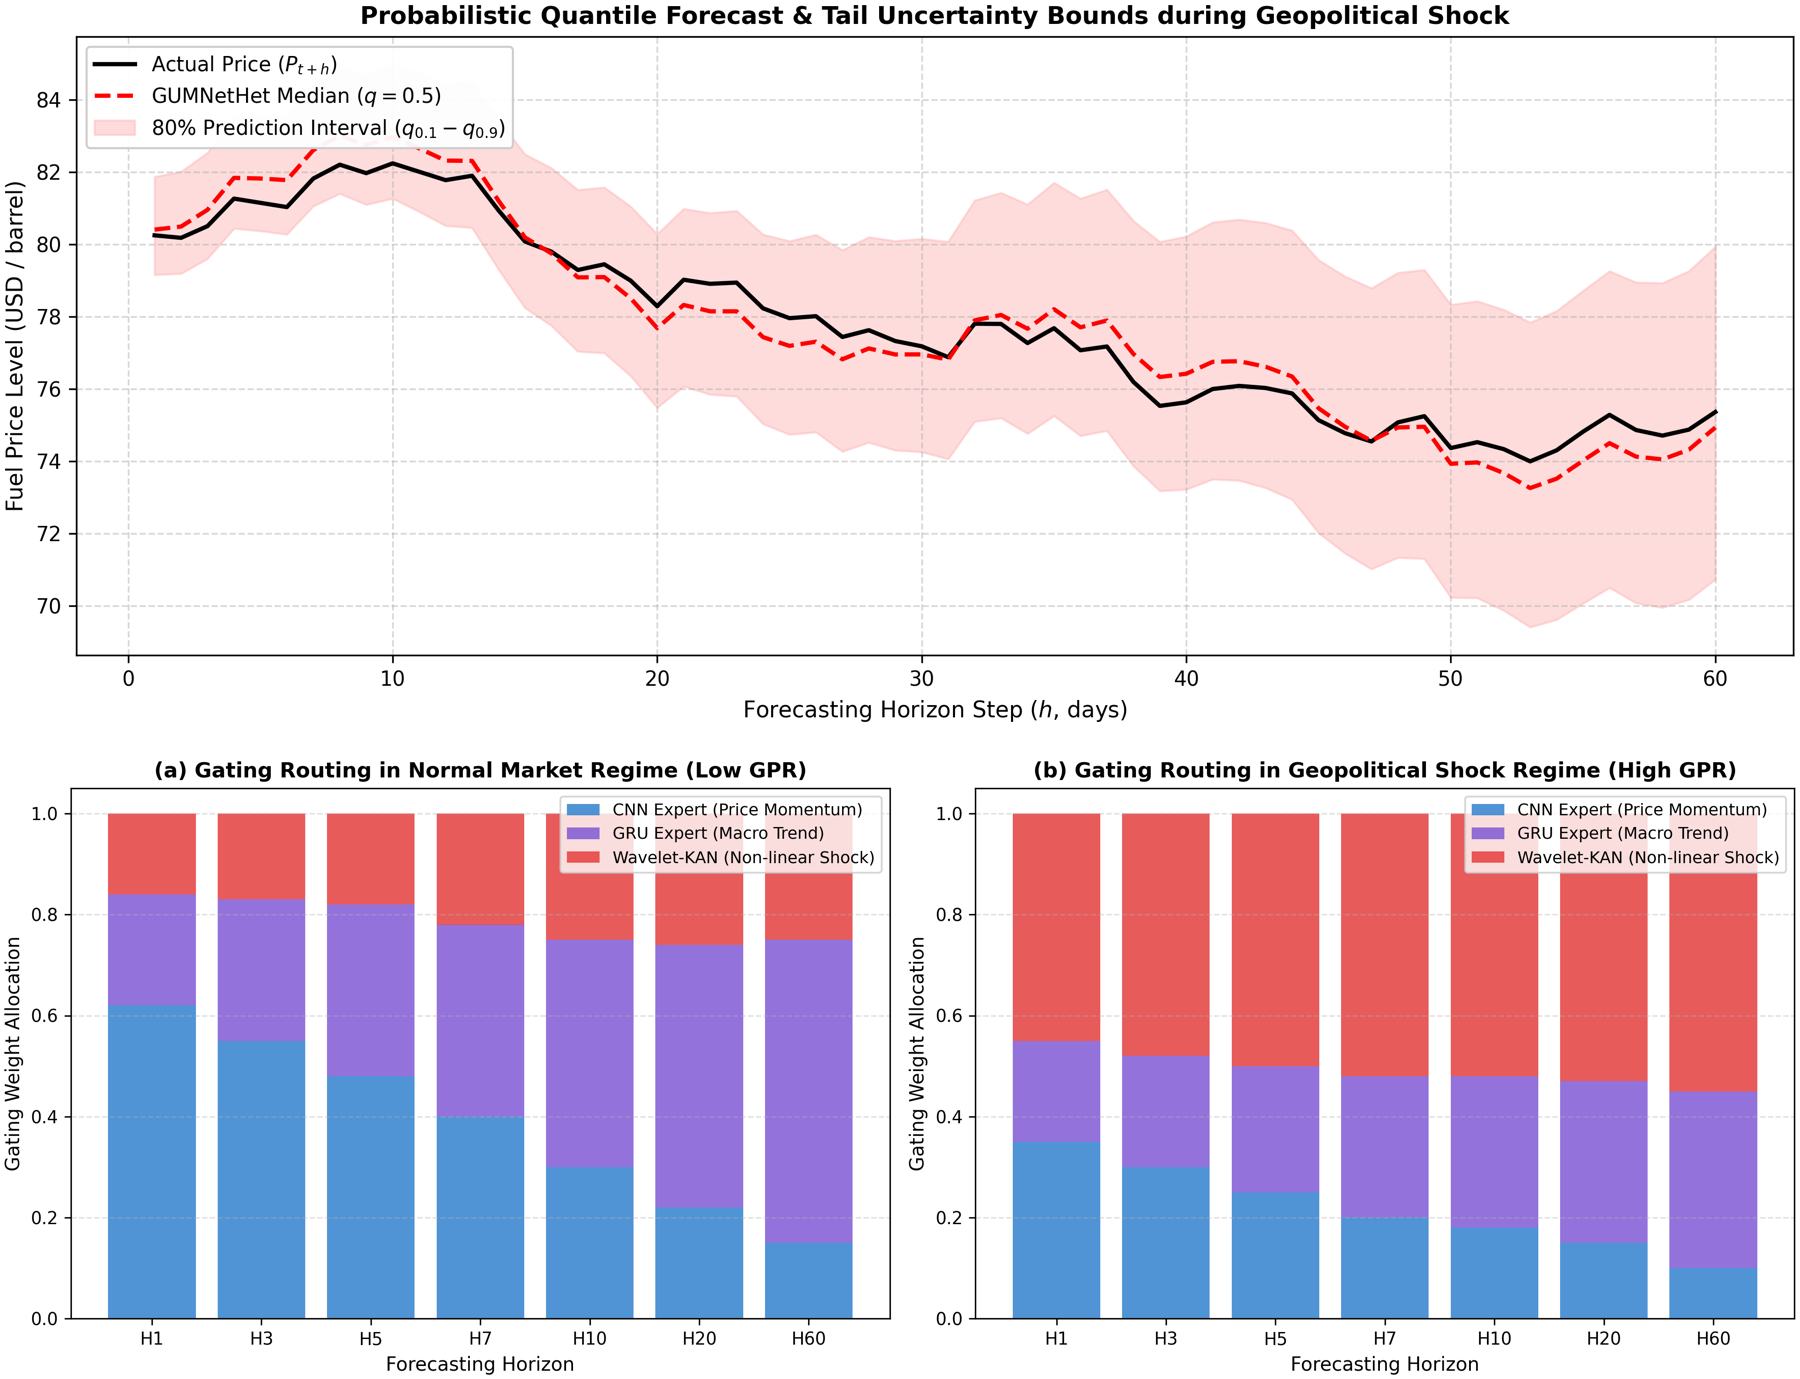 Probabilistic Quantile Forecast & Tail Uncertainty Bounds during Geopolitical Shock
Actual Price (P_{t+h})
GUMNetHet Median (q = 0.5)
80% Prediction Interval (q_{0.1} − q_{0.9})
Fuel Price Level (USD / barrel)
84
82
80
78
76
74
72
70
0 10 20 30 40 50 60
Forecasting Horizon Step (h, days)
(a) Gating Routing in Normal Market Regime (Low GPR)
CNN Expert (Price Momentum)
GRU Expert (Macro Trend)
Wavelet-KAN (Non-linear Shock)
Gating Weight Allocation
1.0
0.8
0.6
0.4
0.2
0.0
H1 H3 H5 H7 H10 H20 H60
Forecasting Horizon
(b) Gating Routing in Geopolitical Shock Regime (High GPR)
CNN Expert (Price Momentum)
GRU Expert (Macro Trend)
Wavelet-KAN (Non-linear Shock)
Gating Weight Allocation
1.0
0.8
0.6
0.4
0.2
0.0
H1 H3 H5 H7 H10 H20 H60
Forecasting Horizon